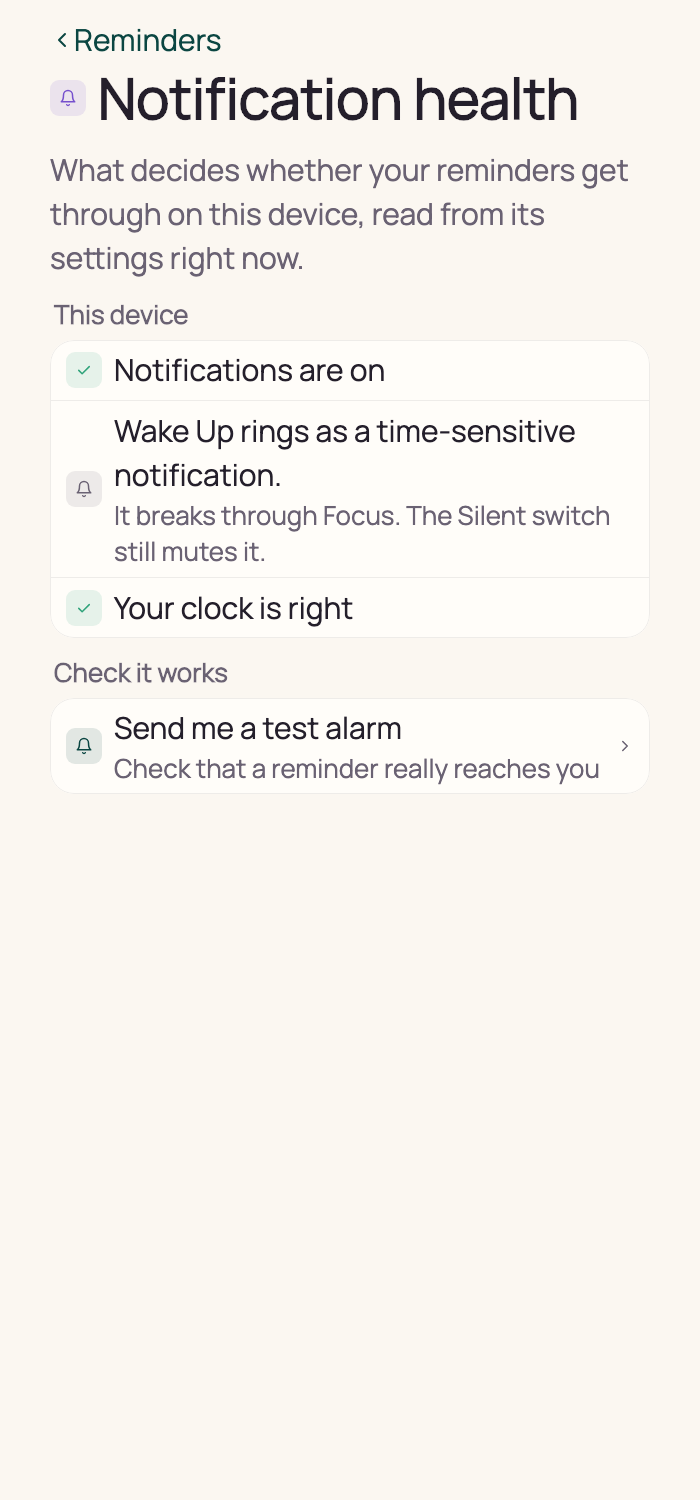 Reminders
Notification health
What decides whether your reminders get
through on this device, read from its
settings right now.
This device
Notifications are on
Wake Up rings as a time-sensitive
notification.
It breaks through Focus. The Silent switch
still mutes it.
Your clock is right
Check it works
Send me a test alarm
Check that a reminder really reaches you